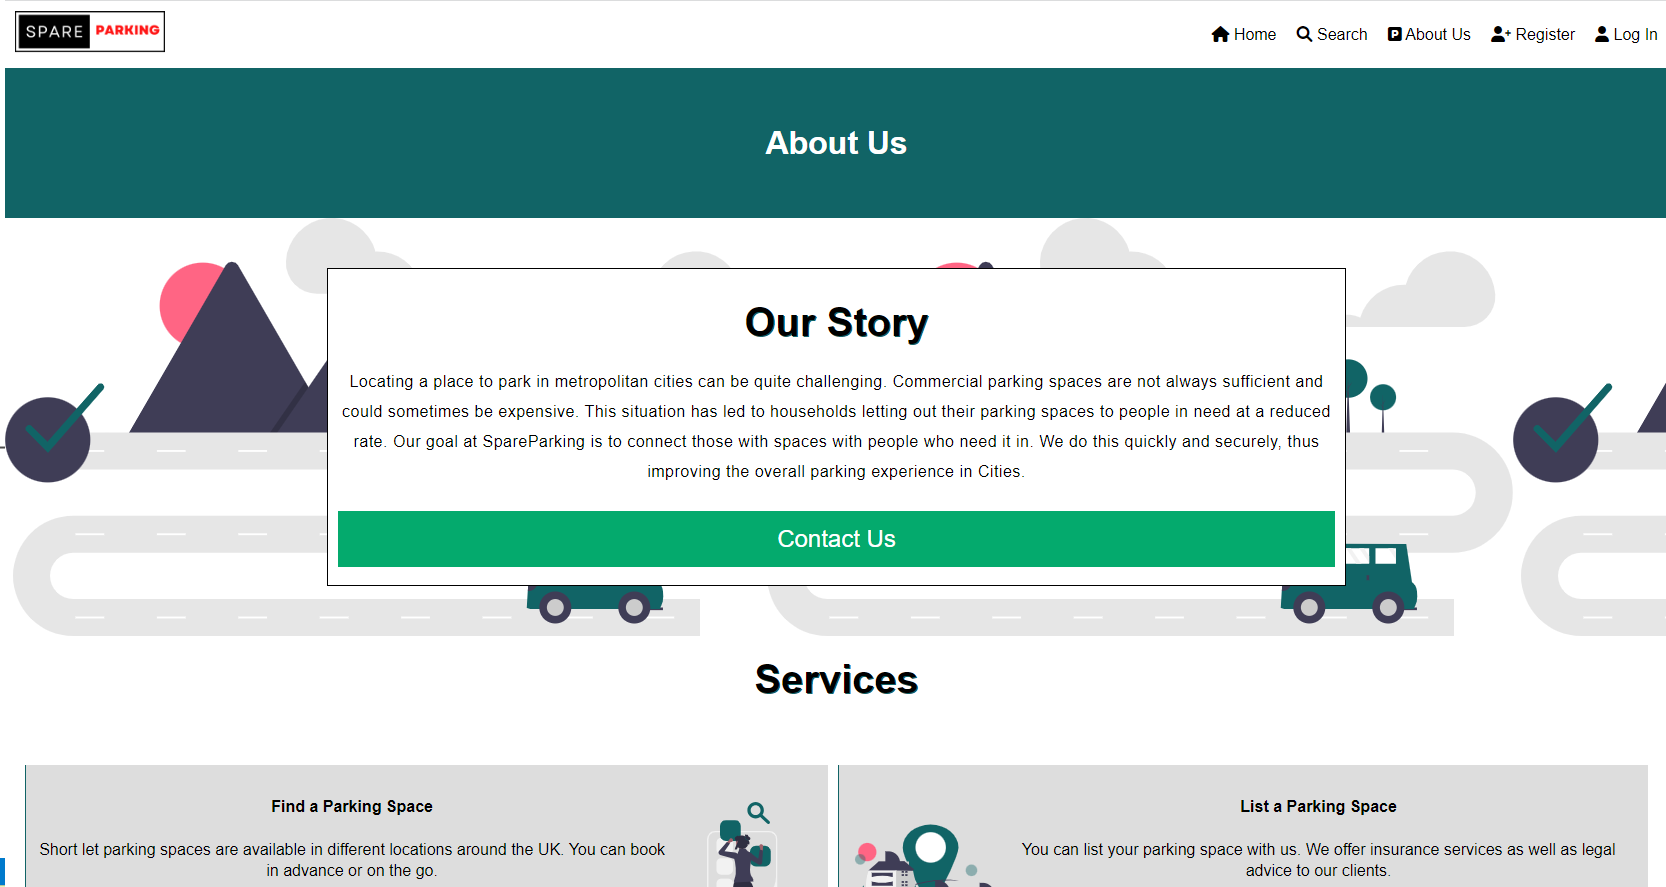 SPARE PARKING
Home Search About Us Register Log In
About Us
Our Story
Locating a place to park in metropolitan cities can be quite challenging. Commercial parking spaces are not always sufficient and
could sometimes be expensive. This situation has led to households letting out their parking spaces to people in need at a reduced
rate. Our goal at SpareParking is to connect those with spaces with people who need it in. We do this quickly and securely, thus
improving the overall parking experience in Cities.
Contact Us
Services
Find a Parking Space
Short let parking spaces are available in different locations around the UK. You can book
in advance or on the go.
List a Parking Space
You can list your parking space with us. We offer insurance services as well as legal
advice to our clients.